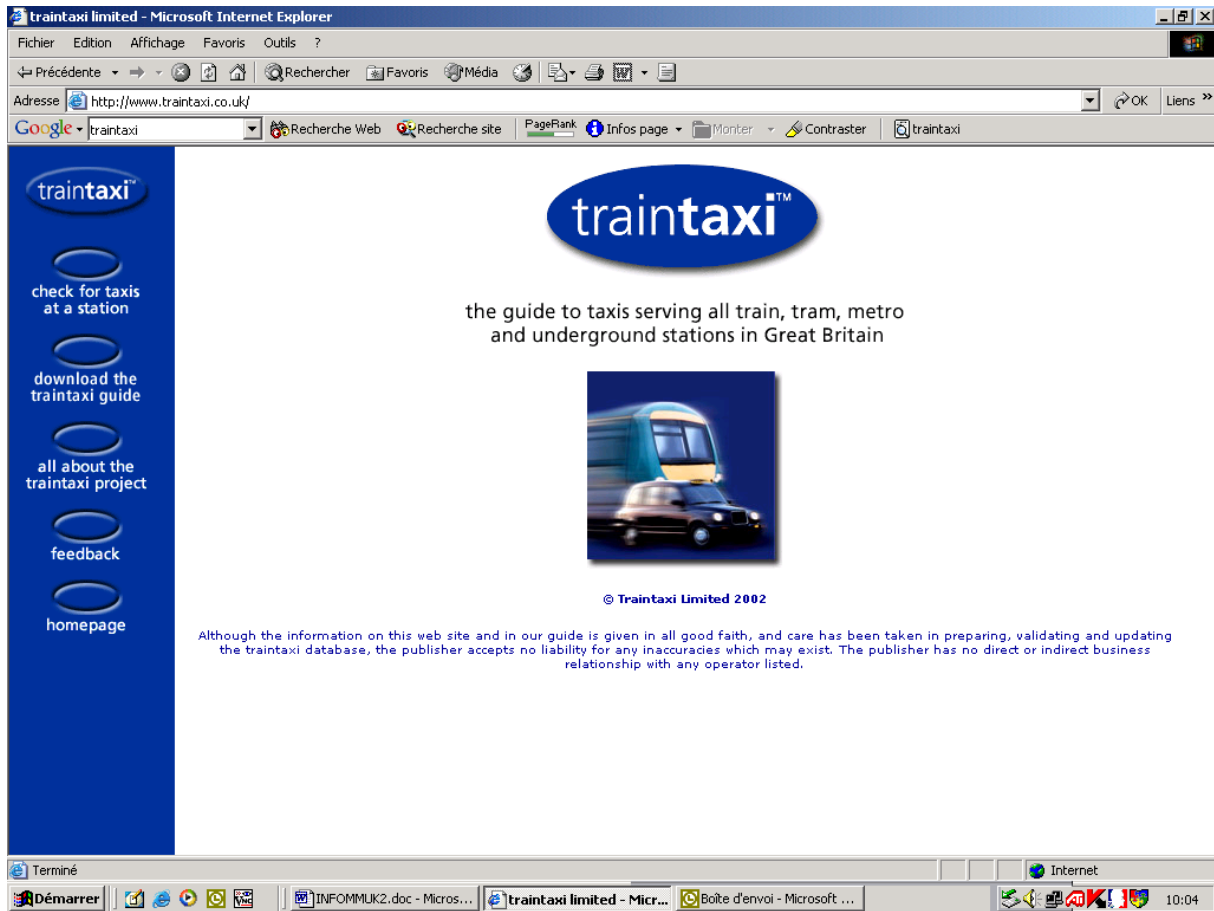 traintaxi limited - Microsoft Internet Explorer
Fichier Edition Affichage Favoris Outils ?
Précédente Rechercher Favoris Média
Adresse http://www.traintaxi.co.uk/ OK Liens »
Google traintaxi Recherche Web Recherche site PageRank Infos page Monter Contraster traintaxi
traintaxi™
check for taxis
at a station
download the
traintaxi guide
all about the
traintaxi project
feedback
homepage
traintaxi™
the guide to taxis serving all train, tram, metro
and underground stations in Great Britain
© Traintaxi Limited 2002
Although the information on this web site and in our guide is given in all good faith, and care has been taken in preparing, validating and updating
the traintaxi database, the publisher accepts no liability for any inaccuracies which may exist. The publisher has no direct or indirect business
relationship with any operator listed.
Terminé Internet
Démarrer INFOMMUK2.doc - Micros... traintaxi limited - Micr... Boîte d'envoi - Microsoft ... 10:04